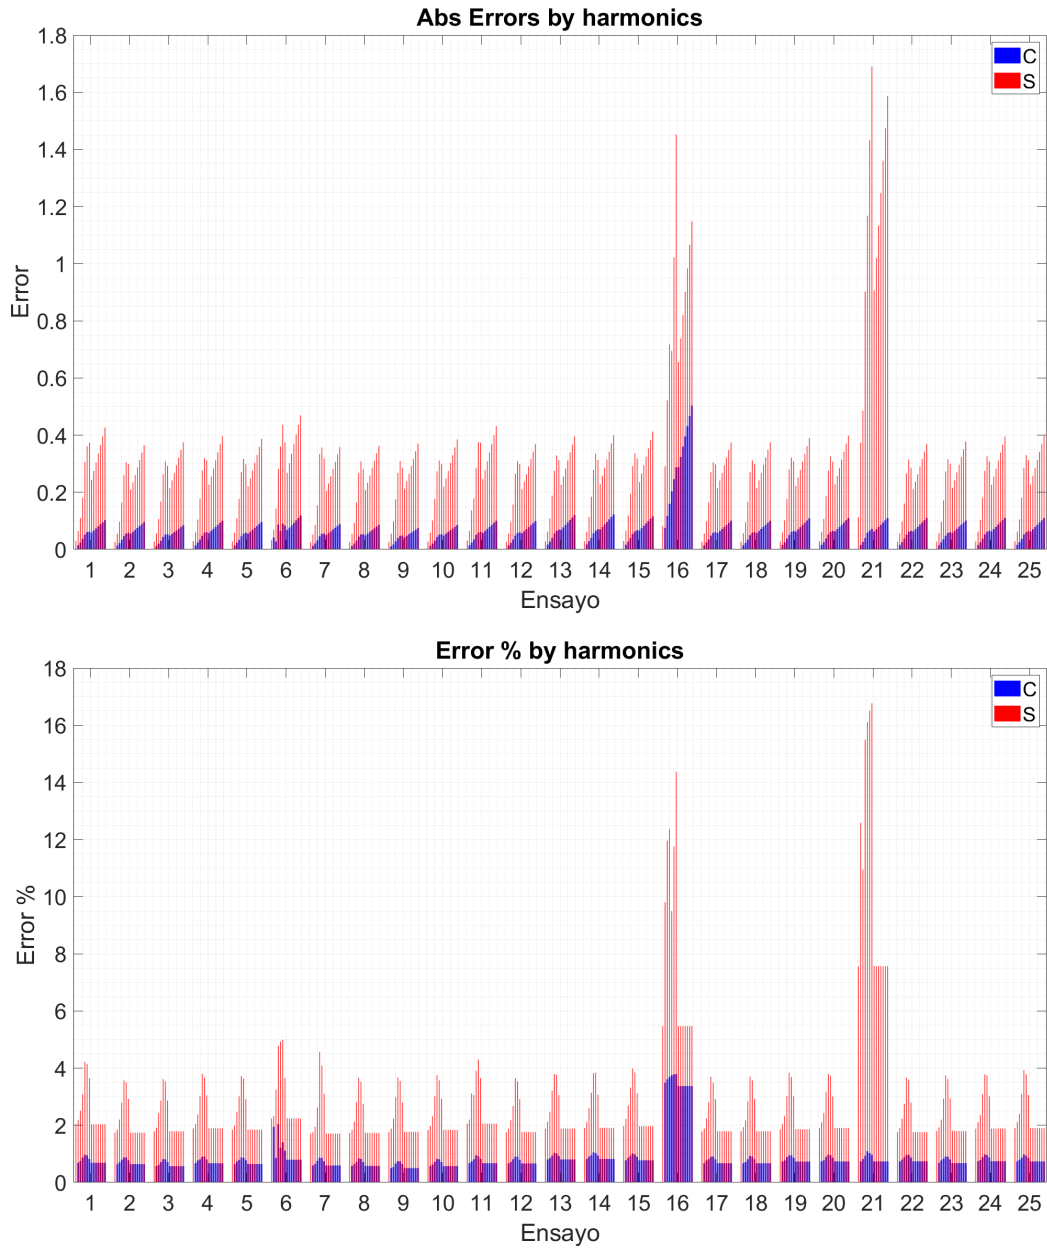 Abs Errors by harmonics
1.8
1.6
1.4
1.2
1
0.8
0.6
0.4
0.2
0
Error
C
S
1 2 3 4 5 6 7 8 9 10 11 12 13 14 15 16 17 18 19 20 21 22 23 24 25
Ensayo
Error % by harmonics
18
16
14
12
10
8
6
4
2
0
Error %
C
S
1 2 3 4 5 6 7 8 9 10 11 12 13 14 15 16 17 18 19 20 21 22 23 24 25
Ensayo